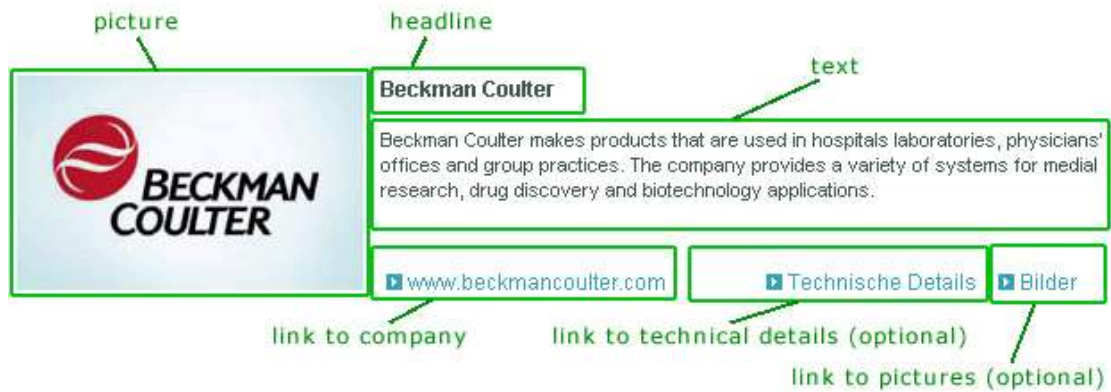 picture
headline
text
Beckman Coulter
Beckman Coulter makes products that are used in hospitals laboratories, physicians'
offices and group practices. The company provides a variety of systems for medial
research, drug discovery and biotechnology applications.
BECKMAN
COULTER
www.beckmancoulter.com
Technische Details
Bilder
link to company
link to technical details (optional)
link to pictures (optional)